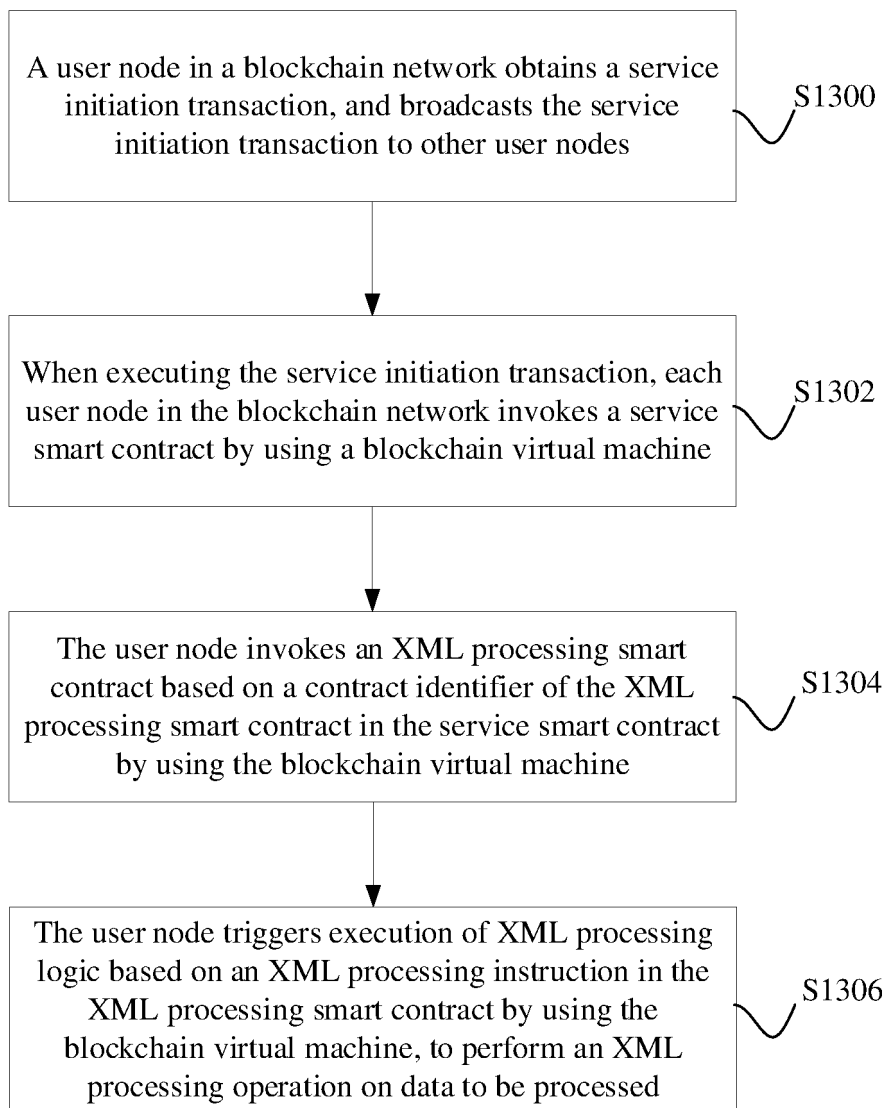 A user node in a blockchain network obtains a service
initiation transaction, and broadcasts the service
initiation transaction to other user nodes
S1300
When executing the service initiation transaction, each
user node in the blockchain network invokes a service
smart contract by using a blockchain virtual machine
S1302
The user node invokes an XML processing smart
contract based on a contract identifier of the XML
processing smart contract in the service smart contract
by using the blockchain virtual machine
S1304
The user node triggers execution of XML processing
logic based on an XML processing instruction in the
XML processing smart contract by using the
blockchain virtual machine, to perform an XML
processing operation on data to be processed
S1306